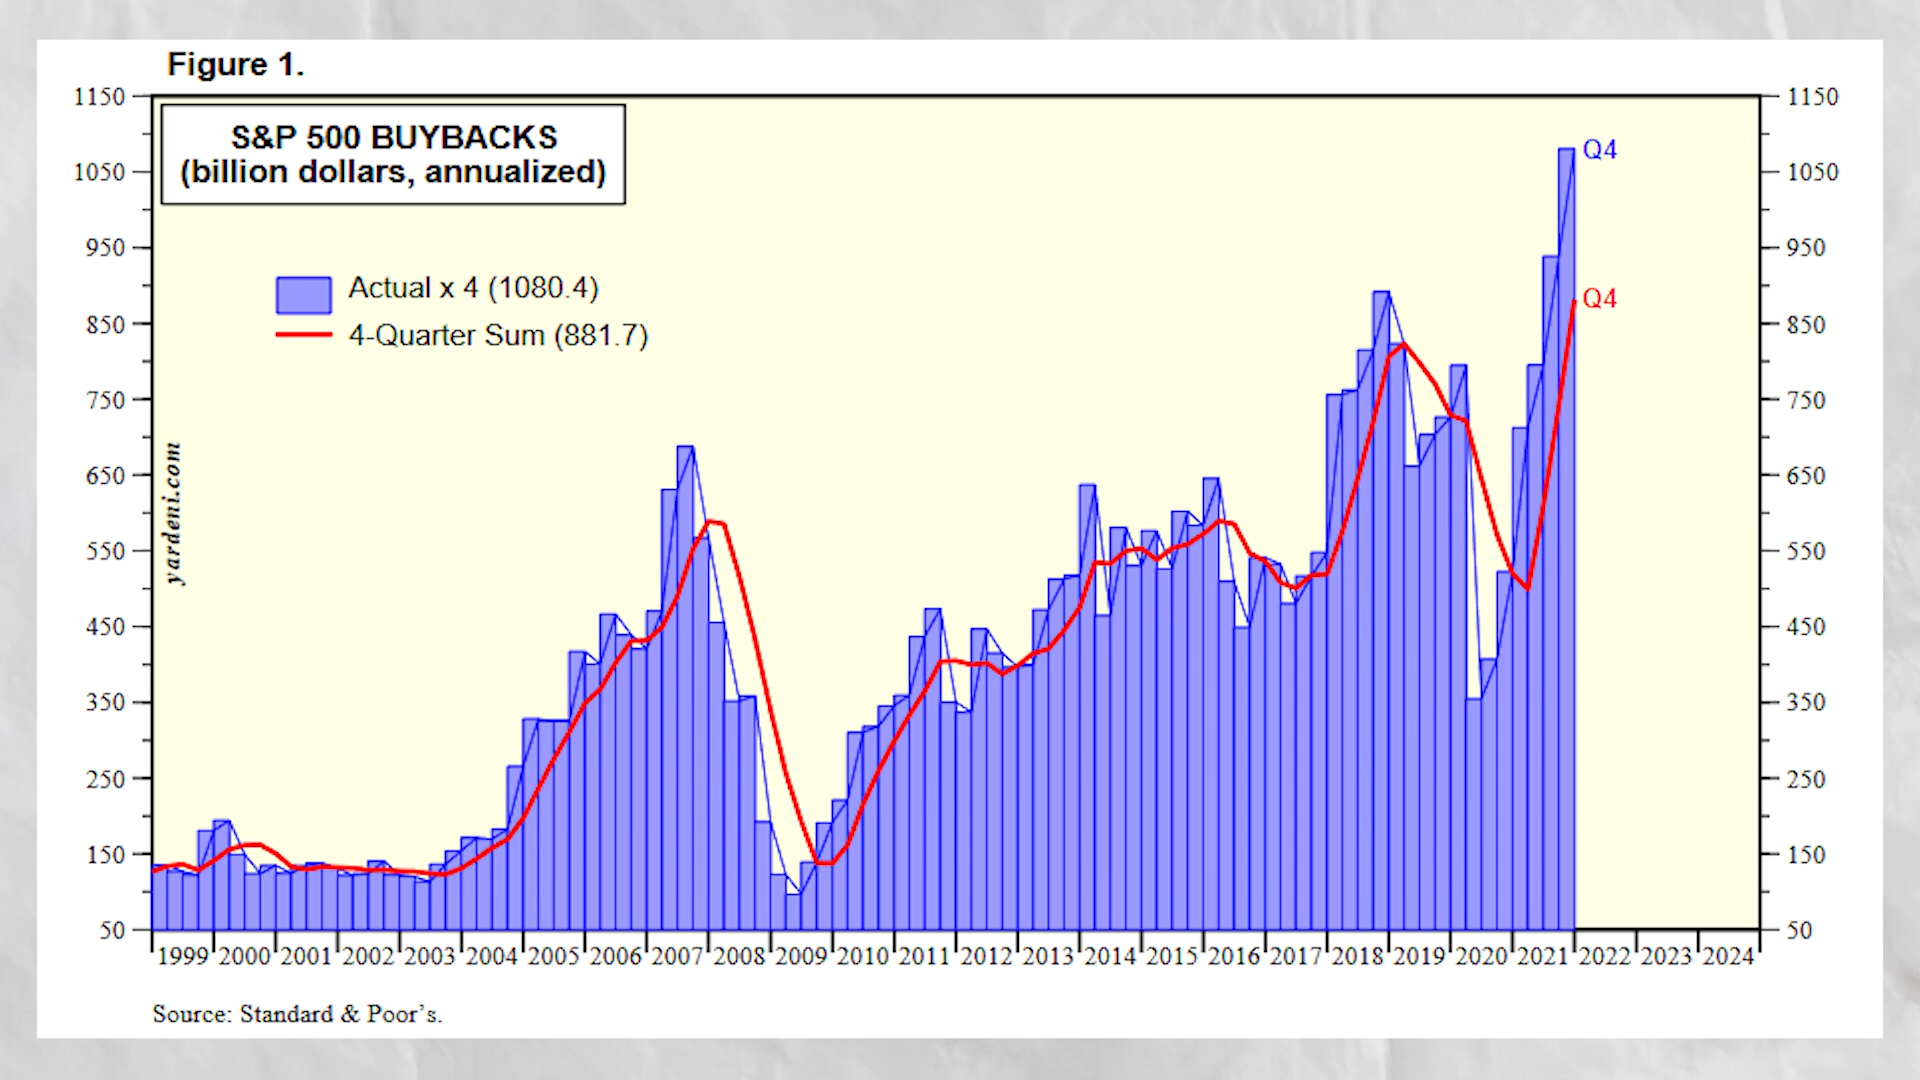 Figure 1.
S&P 500 BUYBACKS
(billion dollars, annualized)
Actual x 4 (1080.4)
4-Quarter Sum (881.7)
yardeni.com
1150
1050
950
850
750
650
550
450
350
250
150
50
1150
1050
950
850
750
650
550
450
350
250
150
50
Q4
Q4
1999 2000 2001 2002 2003 2004 2005 2006 2007 2008 2009 2010 2011 2012 2013 2014 2015 2016 2017 2018 2019 2020 2021 2022 2023 2024
Source: Standard & Poor's.